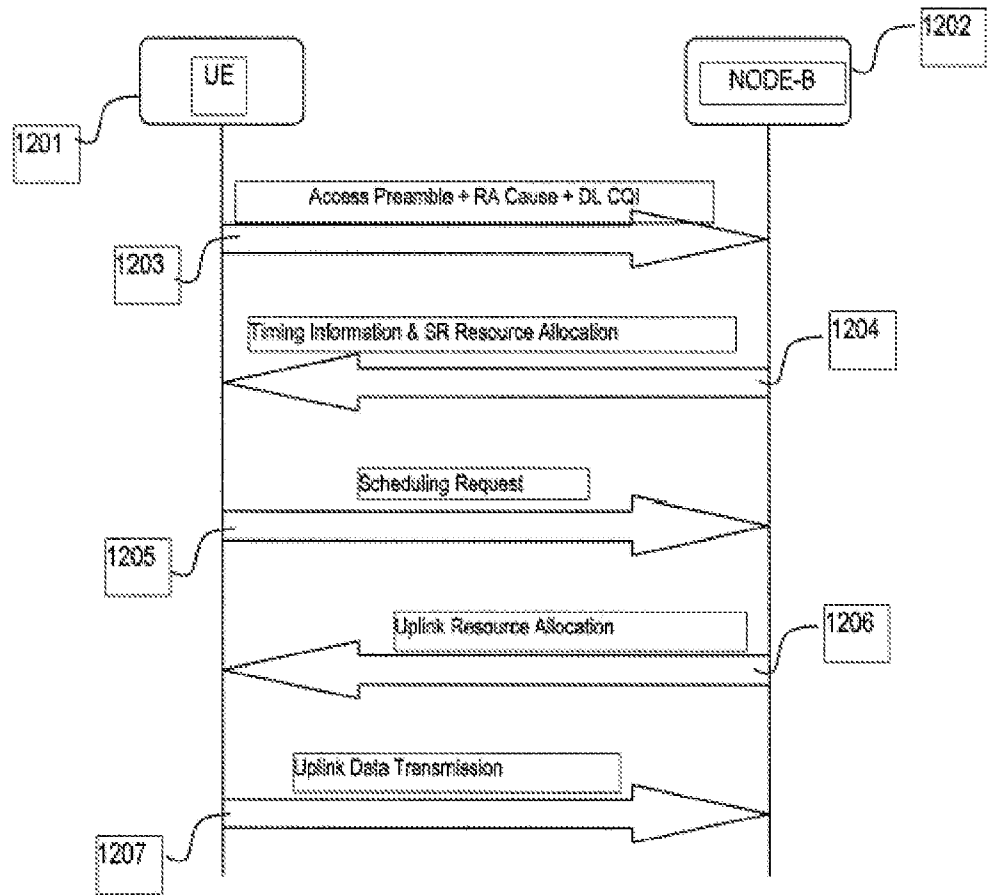 1202
UE
NODE-B
1201
Access Preamble + RA Cause + DL CQI
1203
Timing Information & SR Resource Allocation
1204
Scheduling Request
1205
Uplink Resource Allocation
1206
Uplink Data Transmission
1207